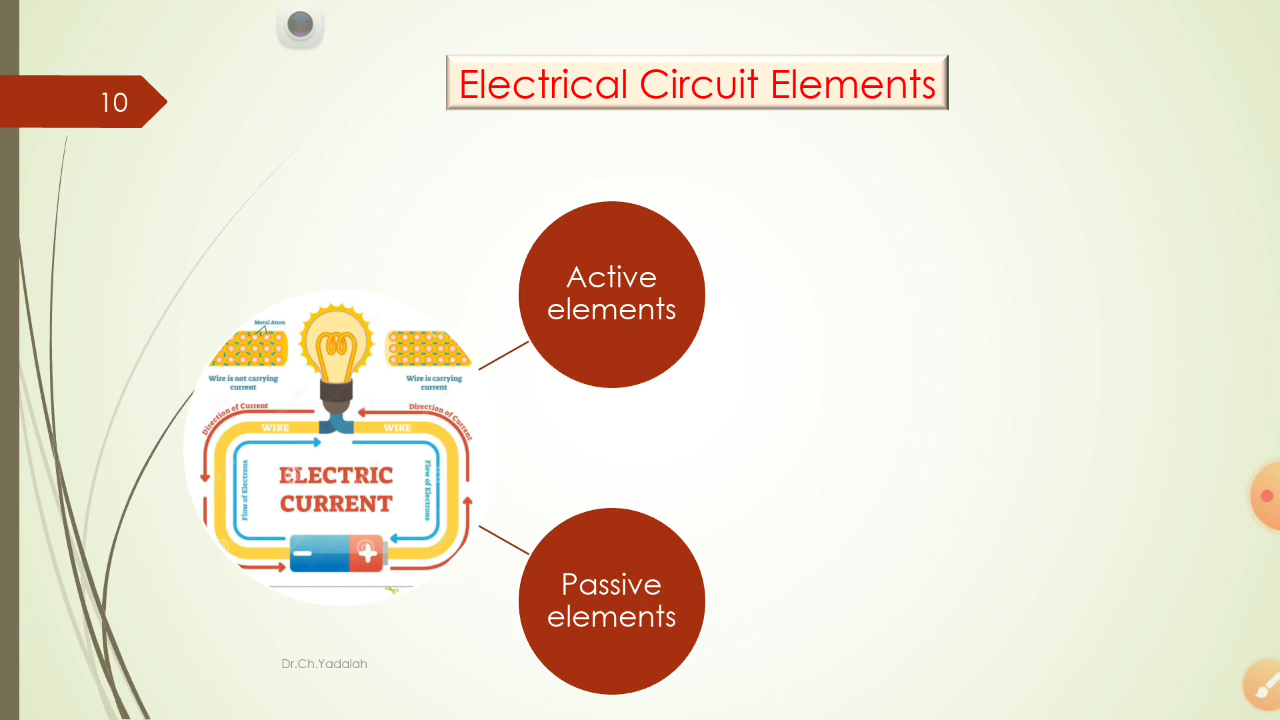 Electrical Circuit Elements
10
Active
elements
Metal Atom
Wire is not carrying
current
Wire is carrying
current
Direction of Current
Direction of Current
WIRE
WIRE
Flow of Electrons
ELECTRIC
CURRENT
Flow of Electrons
Passive
elements
Dr.Ch.Yadaiah